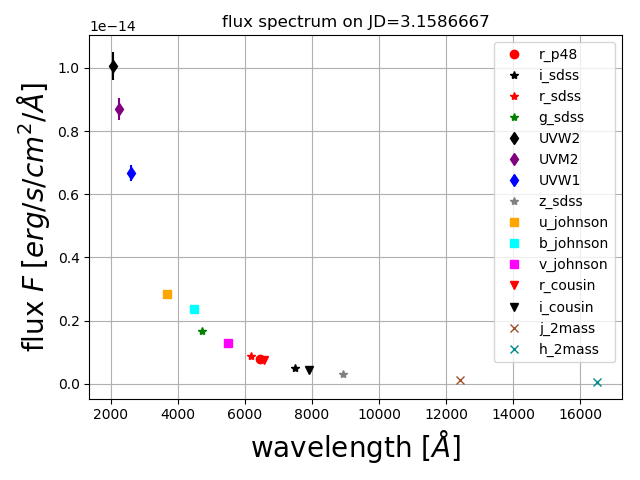 flux spectrum on JD=3.1586667
1e−14
1.0
0.8
0.6
0.4
0.2
0.0
flux F [erg/s/cm²/Å]
r_p48
i_sdss
r_sdss
g_sdss
UVW2
UVM2
UVW1
z_sdss
u_johnson
b_johnson
v_johnson
r_cousin
i_cousin
j_2mass
h_2mass
2000 4000 6000 8000 10000 12000 14000 16000
wavelength [Å]